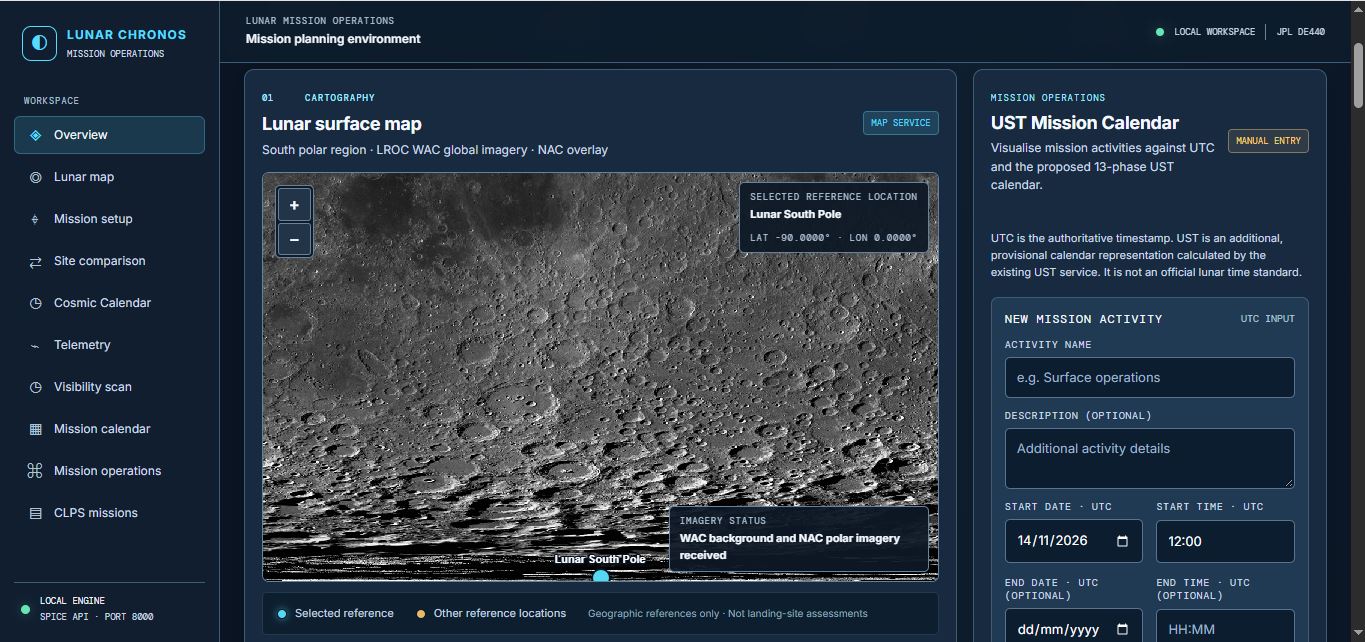 LUNAR CHRONOS
MISSION OPERATIONS
WORKSPACE
Overview
Lunar map
Mission setup
Site comparison
Cosmic Calendar
Telemetry
Visibility scan
Mission calendar
Mission operations
CLPS missions
LOCAL ENGINE
SPICE API · PORT 8000
LUNAR MISSION OPERATIONS
Mission planning environment
LOCAL WORKSPACE
JPL DE440
01 CARTOGRAPHY
Lunar surface map
South polar region · LROC WAC global imagery · NAC overlay
MAP SERVICE
+
−
SELECTED REFERENCE LOCATION
Lunar South Pole
LAT -90.0000° · LON 0.0000°
IMAGERY STATUS
WAC background and NAC polar imagery
received
Lunar South Pole
Selected reference
Other reference locations
Geographic references only · Not landing-site assessments
MISSION OPERATIONS
UST Mission Calendar
Visualise mission activities against UTC
and the proposed 13-phase UST
calendar.
MANUAL ENTRY
UTC is the authoritative timestamp. UST is an additional,
provisional calendar representation calculated by the
existing UST service. It is not an official lunar time standard.
NEW MISSION ACTIVITY
UTC INPUT
ACTIVITY NAME
e.g. Surface operations
DESCRIPTION (OPTIONAL)
Additional activity details
START DATE · UTC
START TIME · UTC
14/11/2026
12:00
END DATE · UTC
(OPTIONAL)
END TIME · UTC
(OPTIONAL)
dd/mm/yyyy
HH:MM